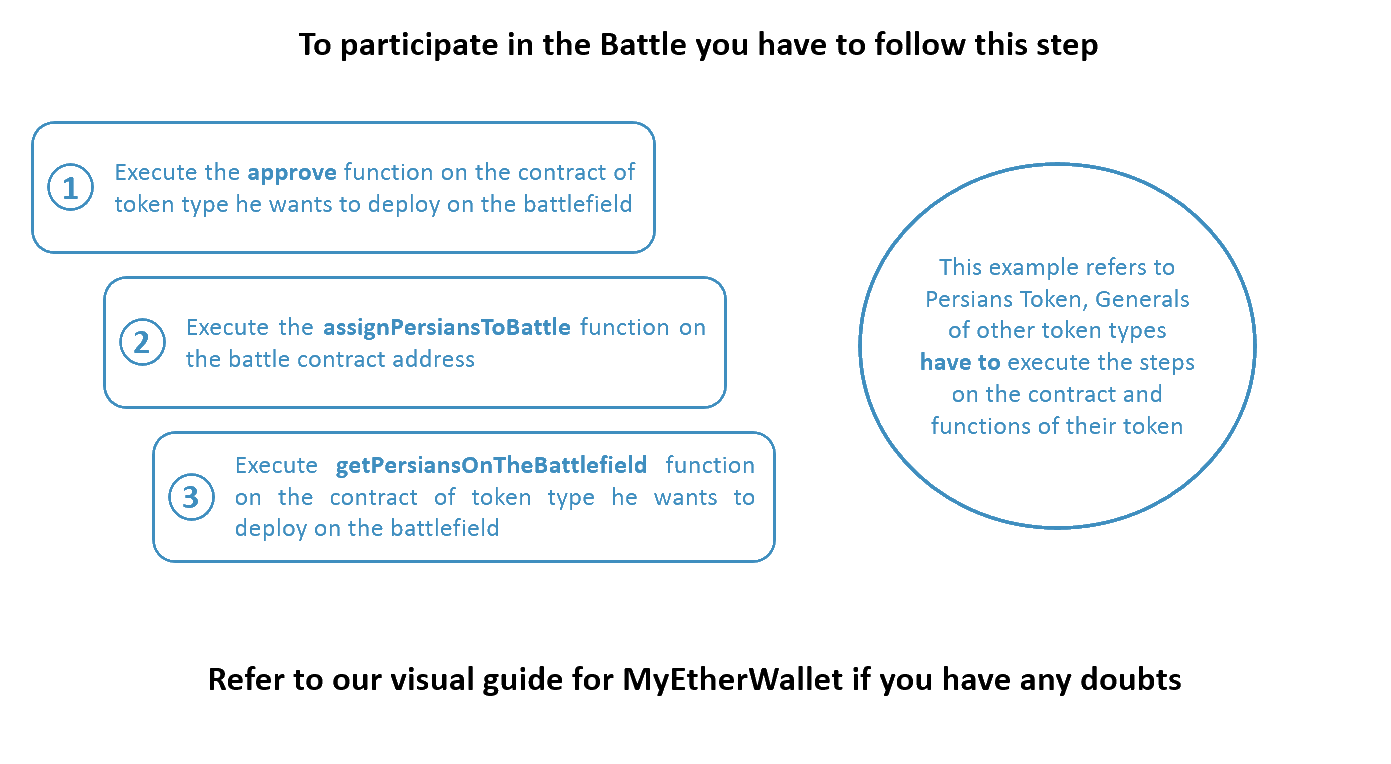 To participate in the Battle you have to follow this step
1
Execute the approve function on the contract of
token type he wants to deploy on the battlefield
2
Execute the assignPersiansToBattle function on
the battle contract address
3
Execute getPersiansOnTheBattlefield function
on the contract of token type he wants to
deploy on the battlefield
This example refers to
Persians Token, Generals
of other token types
have to execute the steps
on the contract and
functions of their token
Refer to our visual guide for MyEtherWallet if you have any doubts